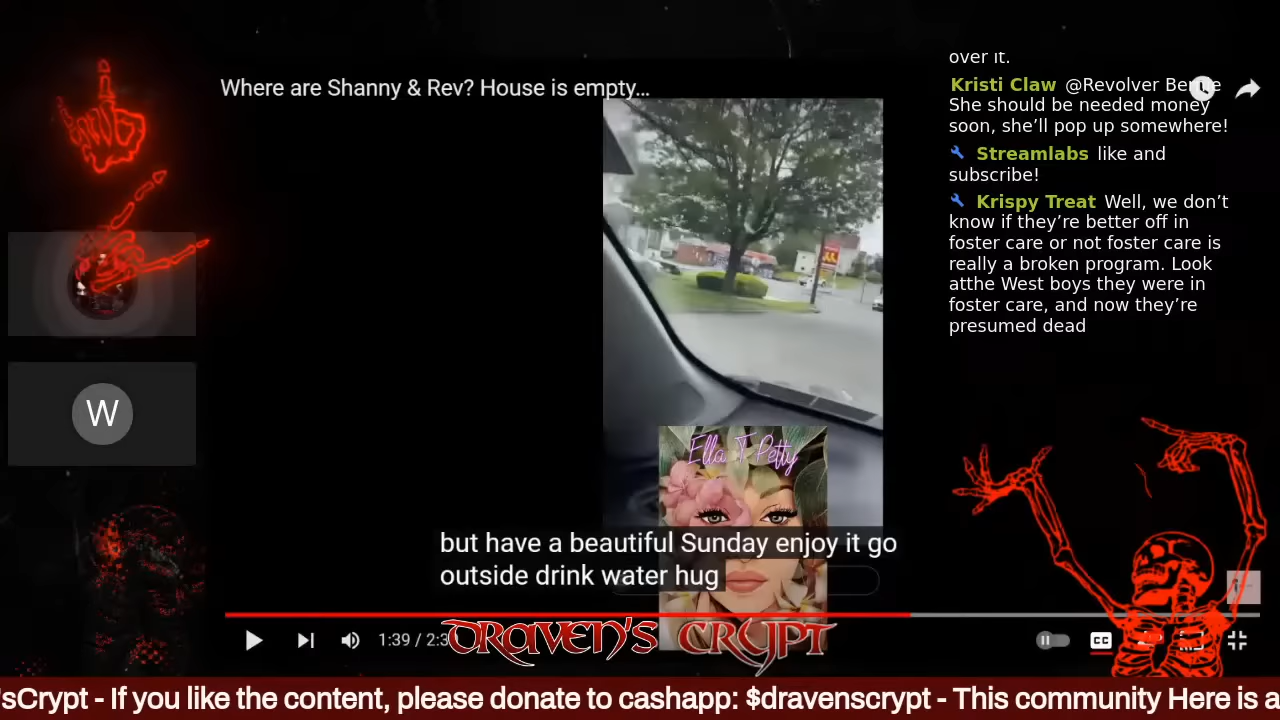 Where are Shanny & Rev? House is empty...
over it.
Kristi Claw @Revolver
She should be needed money
soon, she’ll pop up somewhere!
Streamlabs like and
subscribe!
Krispy Treat Well, we don’t
know if they’re better off in
foster care or not foster care is
really a broken program. Look
atthe West boys they were in
foster care, and now they’re
presumed dead
W
Ella T Petty
but have a beautiful Sunday enjoy it go
outside drink water hug
1:39 / 2:3
CC
DRAVEN'S CRYPT
'sCrypt - If you like the content, please donate to cashapp: $dravenscrypt - This community Here is a